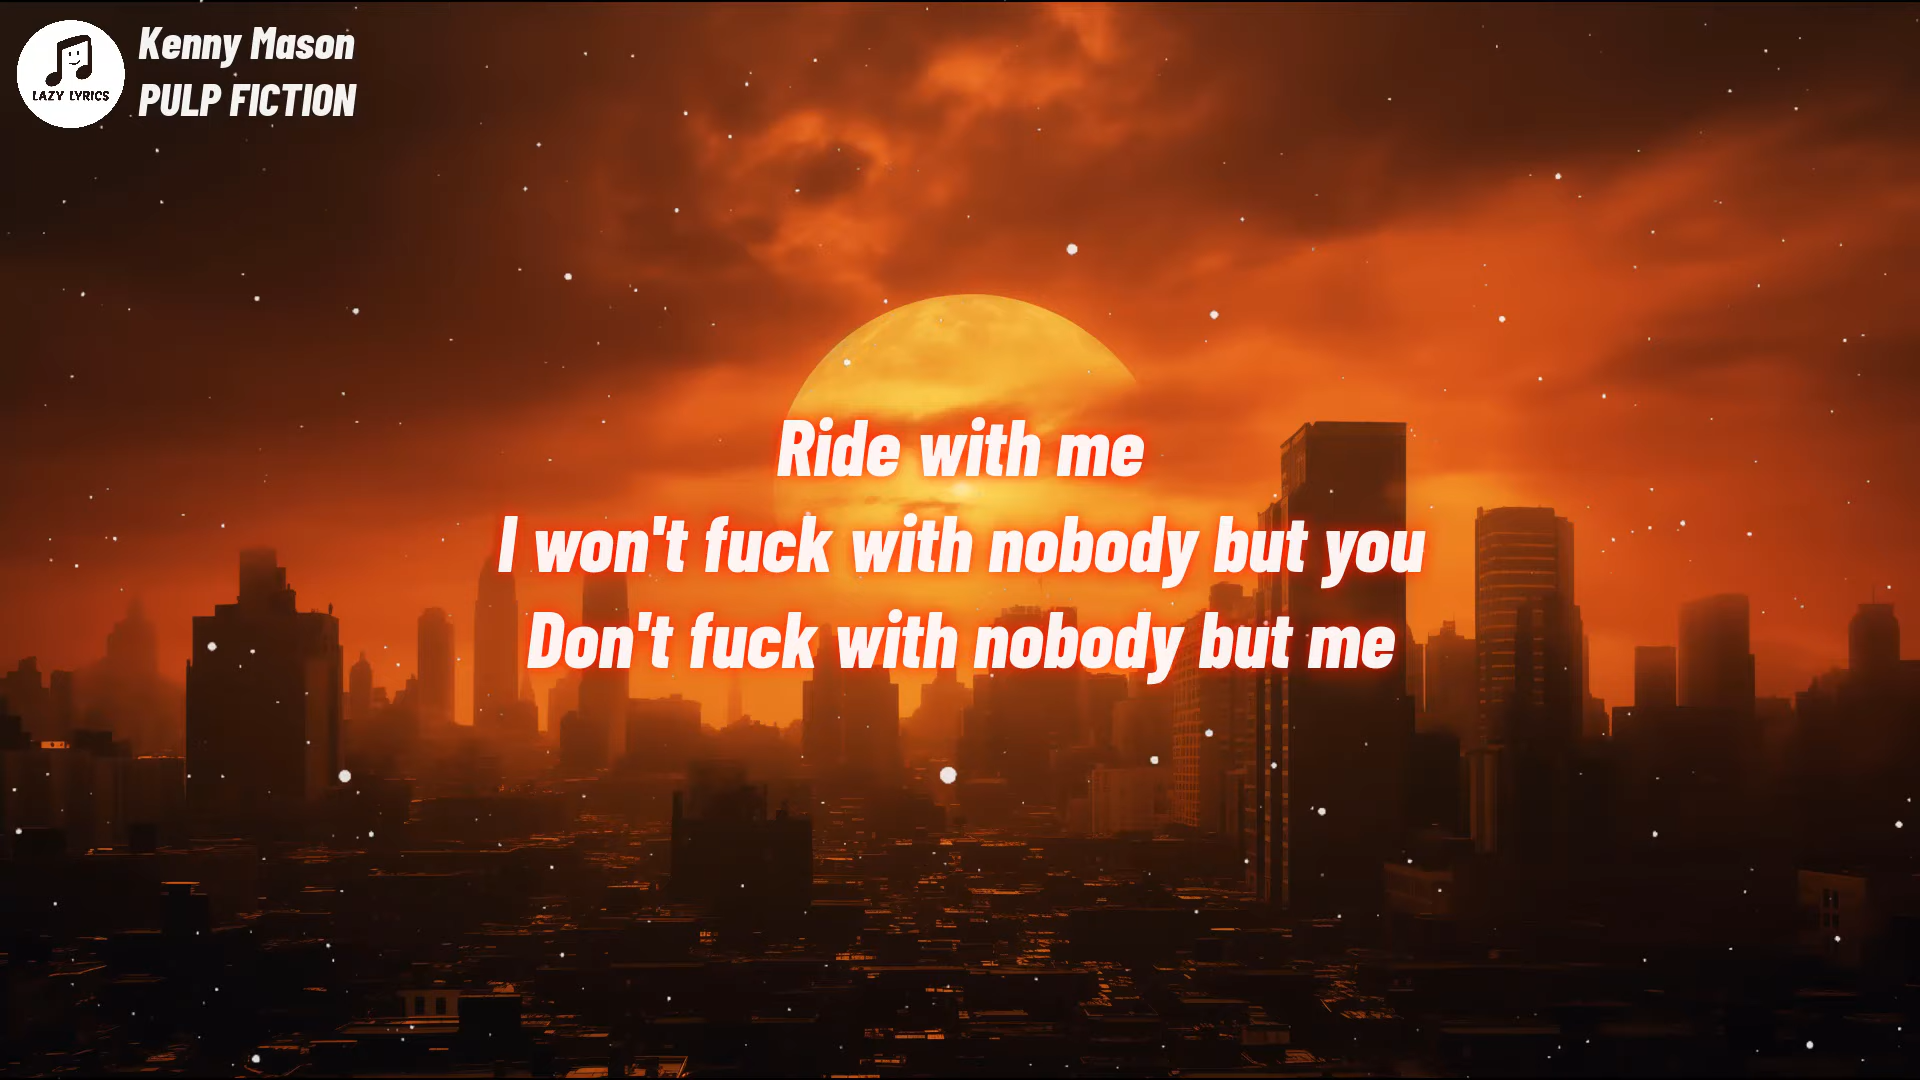 Kenny Mason
PULP FICTION
LAZY LYRICS
Ride with me
I won't fuck with nobody but you
Don't fuck with nobody but me